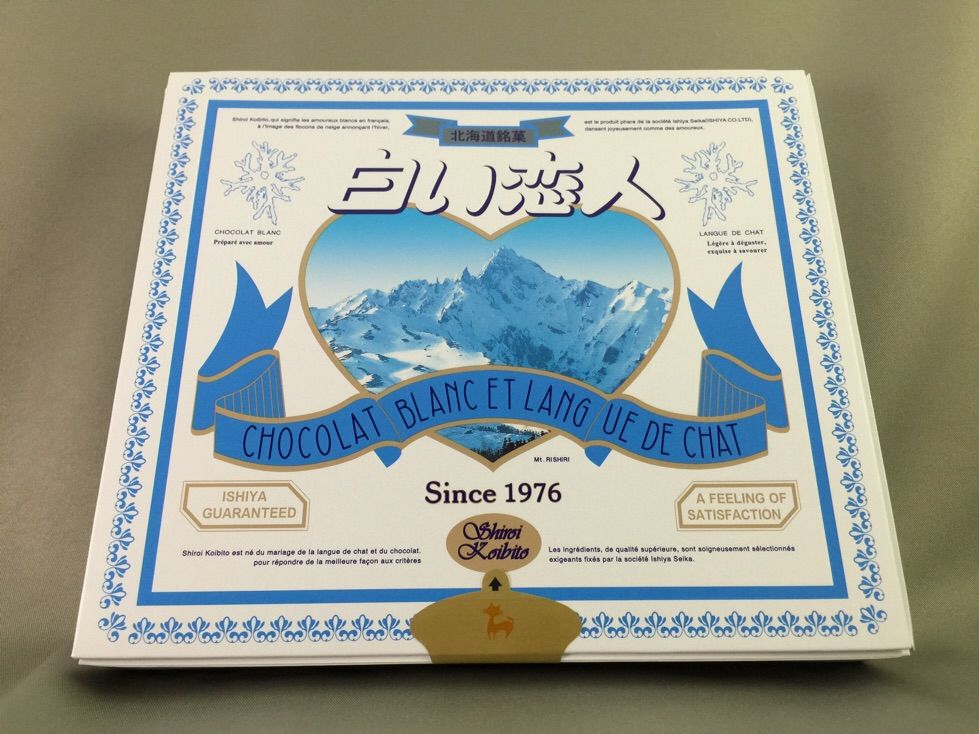 Shiroi Koibito, qui signifie les amoureux blancs en français,
à l'image des flocons de neige annonçant l'hiver,
北海道銘菓
est le produit phare de la société Ishiya Seika(ISHIYA CO.LTD),
dansant joyeusement comme des amoureux.
白い恋人
CHOCOLAT BLANC
Préparé avec amour
LANGUE DE CHAT
Légère à déguster,
exquise à savourer
CHOCOLAT BLANC ET LANGUE DE CHAT
Mt. RISHIRI
ISHIYA
GUARANTEED
Since 1976
A FEELING OF
SATISFACTION
Shiroi
Koibito
Shiroi Koibito est né du mariage de la langue de chat et du chocolat.
pour répondre de la meilleure façon aux critères
Les ingrédients, de qualité supérieure, sont soigneusement sélectionnés
exigeants fixés par la société Ishiya Seika.